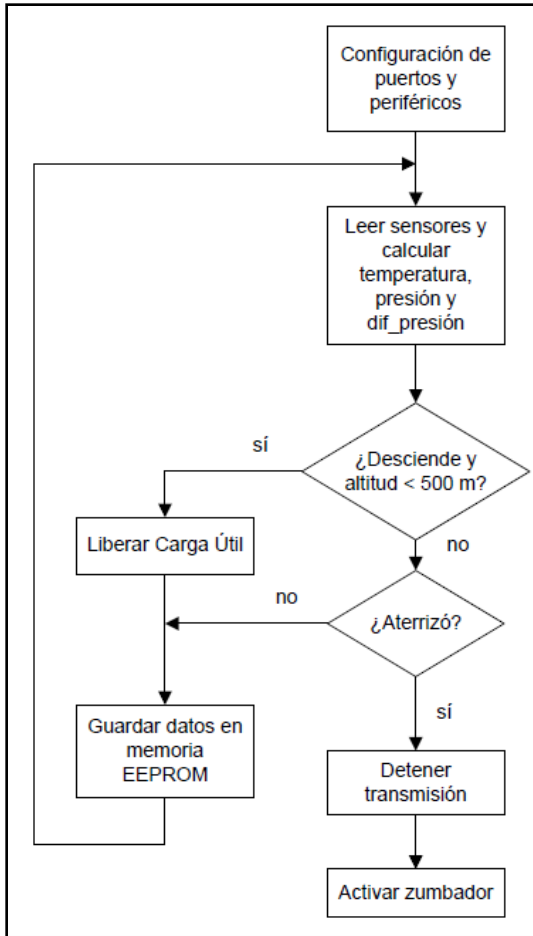 Configuración de
puertos y
periféricos
Leer sensores y
calcular
temperatura,
presión y
dif_presión
sí
¿Desciende y
altitud < 500 m?
Liberar Carga Útil
no
no
¿Aterrizó?
sí
Guardar datos en
memoria
EEPROM
Detener
transmisión
Activar zumbador